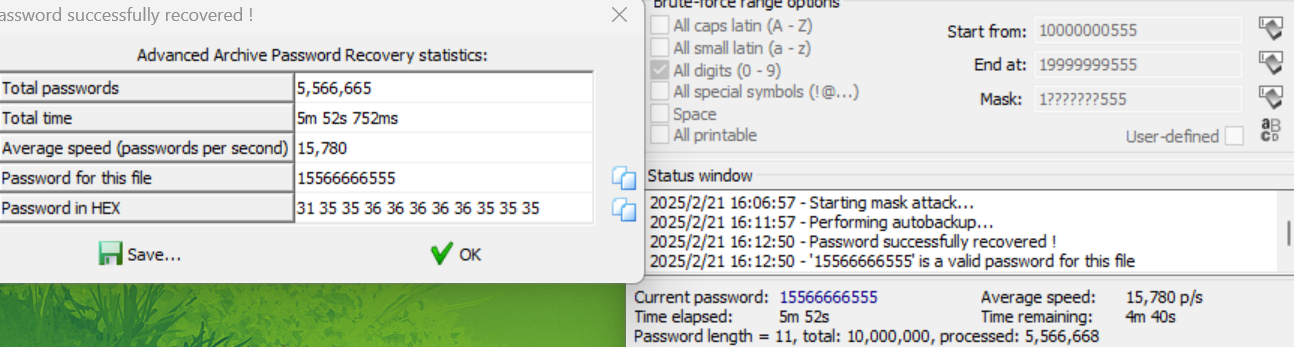 assword successfully recovered !
Advanced Archive Password Recovery statistics:
Total passwords 5,566,665
Total time 5m 52s 752ms
Average speed (passwords per second) 15,780
Password for this file 15566666555
Password in HEX 31 35 35 36 36 36 36 36 35 35 35
Save...
OK
Brute-force range options
All caps latin (A - Z)
All small latin (a - z)
All digits (0 - 9)
All special symbols (!@...)
Space
All printable
Start from: 10000000555
End at: 19999999555
Mask: 1???????555
User-defined
Status window
2025/2/21 16:06:57 - Starting mask attack...
2025/2/21 16:11:57 - Performing autobackup...
2025/2/21 16:12:50 - Password successfully recovered !
2025/2/21 16:12:50 - '15566666555' is a valid password for this file
Current password: 15566666555 Average speed: 15,780 p/s
Time elapsed: 5m 52s Time remaining: 4m 40s
Password length = 11, total: 10,000,000, processed: 5,566,668